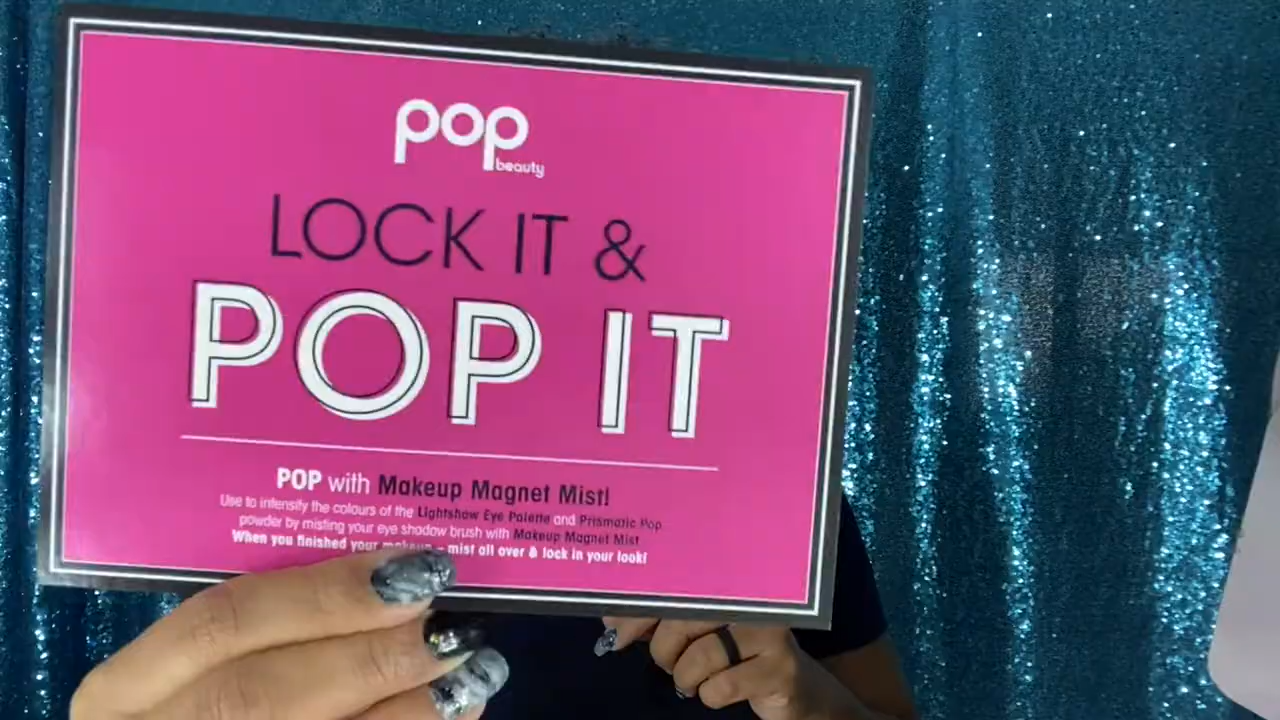 pop
beauty
LOCK IT &
POP IT
POP with Makeup Magnet Mist!
Use to intensify the colours of the Lightshow Eye Palette and Prismatic Pop
powder by misting your eye shadow brush with Makeup Magnet Mist
When you finished your makeup - mist all over & lock in your look!